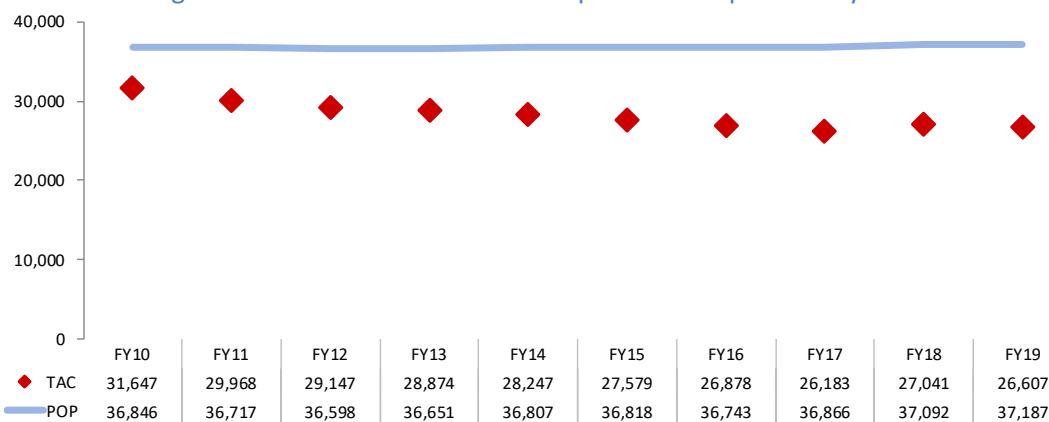 40,000
30,000
20,000
10,000
0
FY10 FY11 FY12 FY13 FY14 FY15 FY16 FY17 FY18 FY19
TAC 31,647 29,968 29,147 28,874 28,247 27,579 26,878 26,183 27,041 26,607
POP 36,846 36,717 36,598 36,651 36,807 36,818 36,743 36,866 37,092 37,187